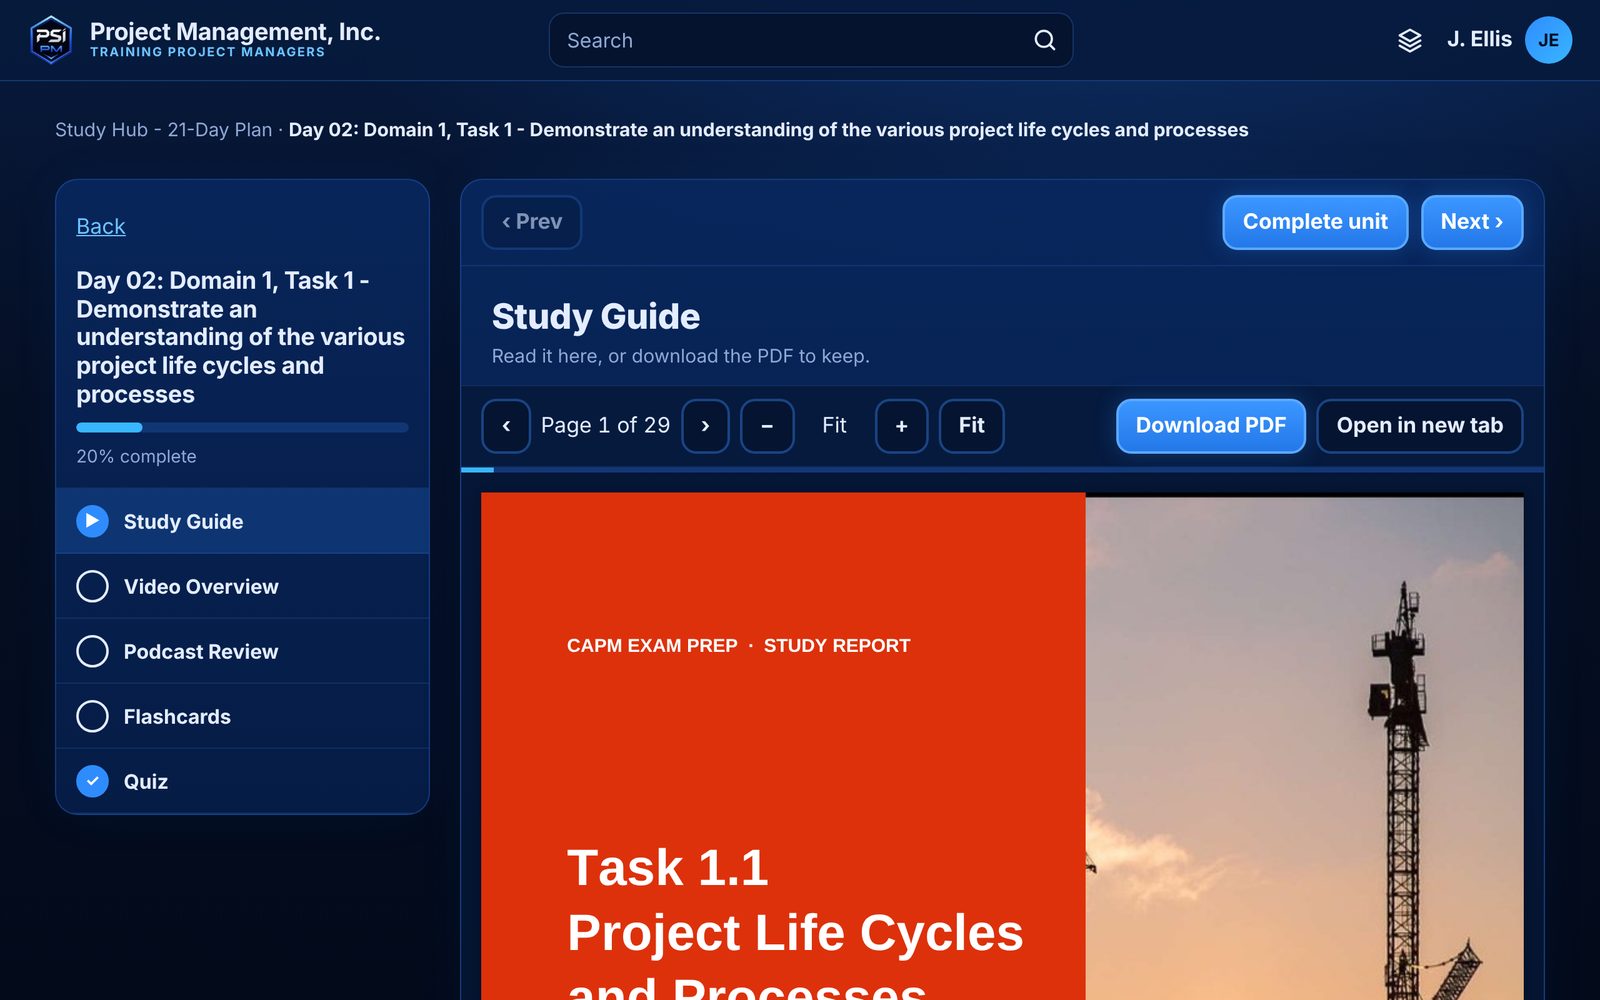 PSI
PM
Project Management, Inc.
TRAINING PROJECT MANAGERS
Search
J. Ellis
JE
Study Hub - 21-Day Plan · Day 02: Domain 1, Task 1 - Demonstrate an understanding of the various project life cycles and processes
Back
Day 02: Domain 1, Task 1 -
Demonstrate an
understanding of the various
project life cycles and
processes
20% complete
Study Guide
Video Overview
Podcast Review
Flashcards
Quiz
‹ Prev
Complete unit
Next ›
Study Guide
Read it here, or download the PDF to keep.
‹ Page 1 of 29 › – Fit + Fit
Download PDF
Open in new tab
CAPM EXAM PREP · STUDY REPORT
Task 1.1
Project Life Cycles
and Processes